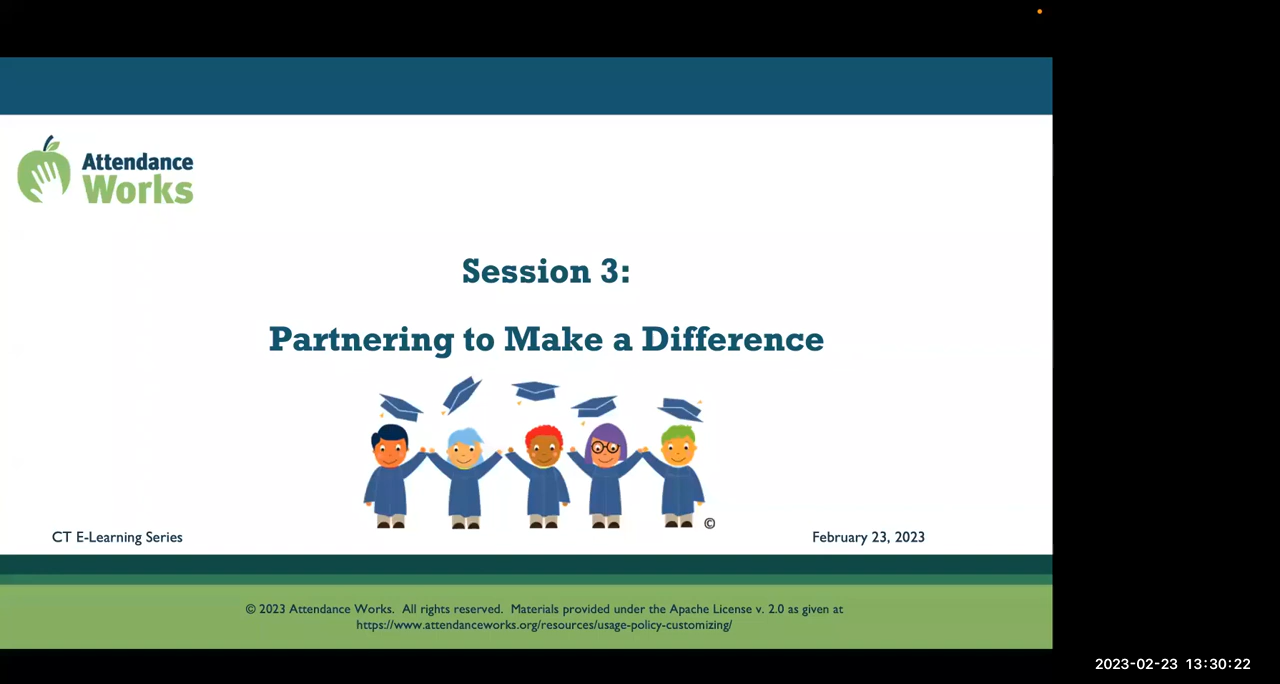 Attendance
Works
Session 3:
Partnering to Make a Difference
©
CT E-Learning Series
February 23, 2023
© 2023 Attendance Works. All rights reserved. Materials provided under the Apache License v. 2.0 as given at
https://www.attendanceworks.org/resources/usage-policy-customizing/
2023-02-23 13:30:22